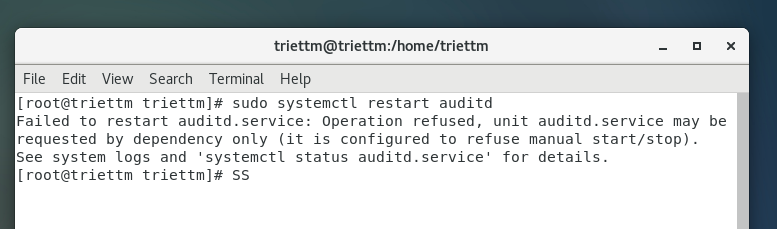 triettm@triettm:/home/triettm
File Edit View Search Terminal Help
[root@triettm triettm]# sudo systemctl restart auditd
Failed to restart auditd.service: Operation refused, unit auditd.service may be
requested by dependency only (it is configured to refuse manual start/stop).
See system logs and 'systemctl status auditd.service' for details.
[root@triettm triettm]# SS